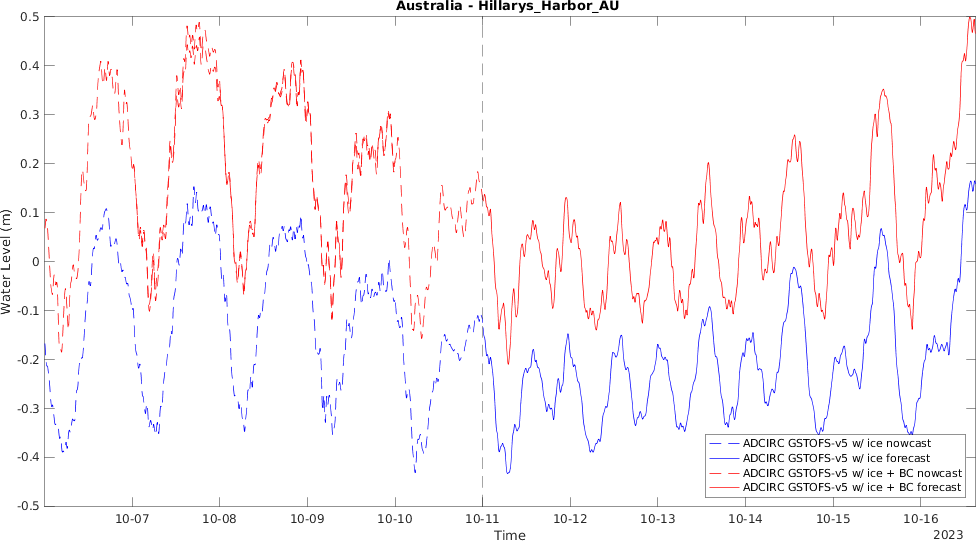 Australia - Hillarys_Harbor_AU
0.5
0.4
0.3
0.2
0.1
0
-0.1
-0.2
-0.3
-0.4
-0.5
Water Level (m)
ADCIRC GSTOFS-v5 w/ ice nowcast
ADCIRC GSTOFS-v5 w/ ice forecast
ADCIRC GSTOFS-v5 w/ ice + BC nowcast
ADCIRC GSTOFS-v5 w/ ice + BC forecast
10-07 10-08 10-09 10-10 10-11 10-12 10-13 10-14 10-15 10-16
Time
2023